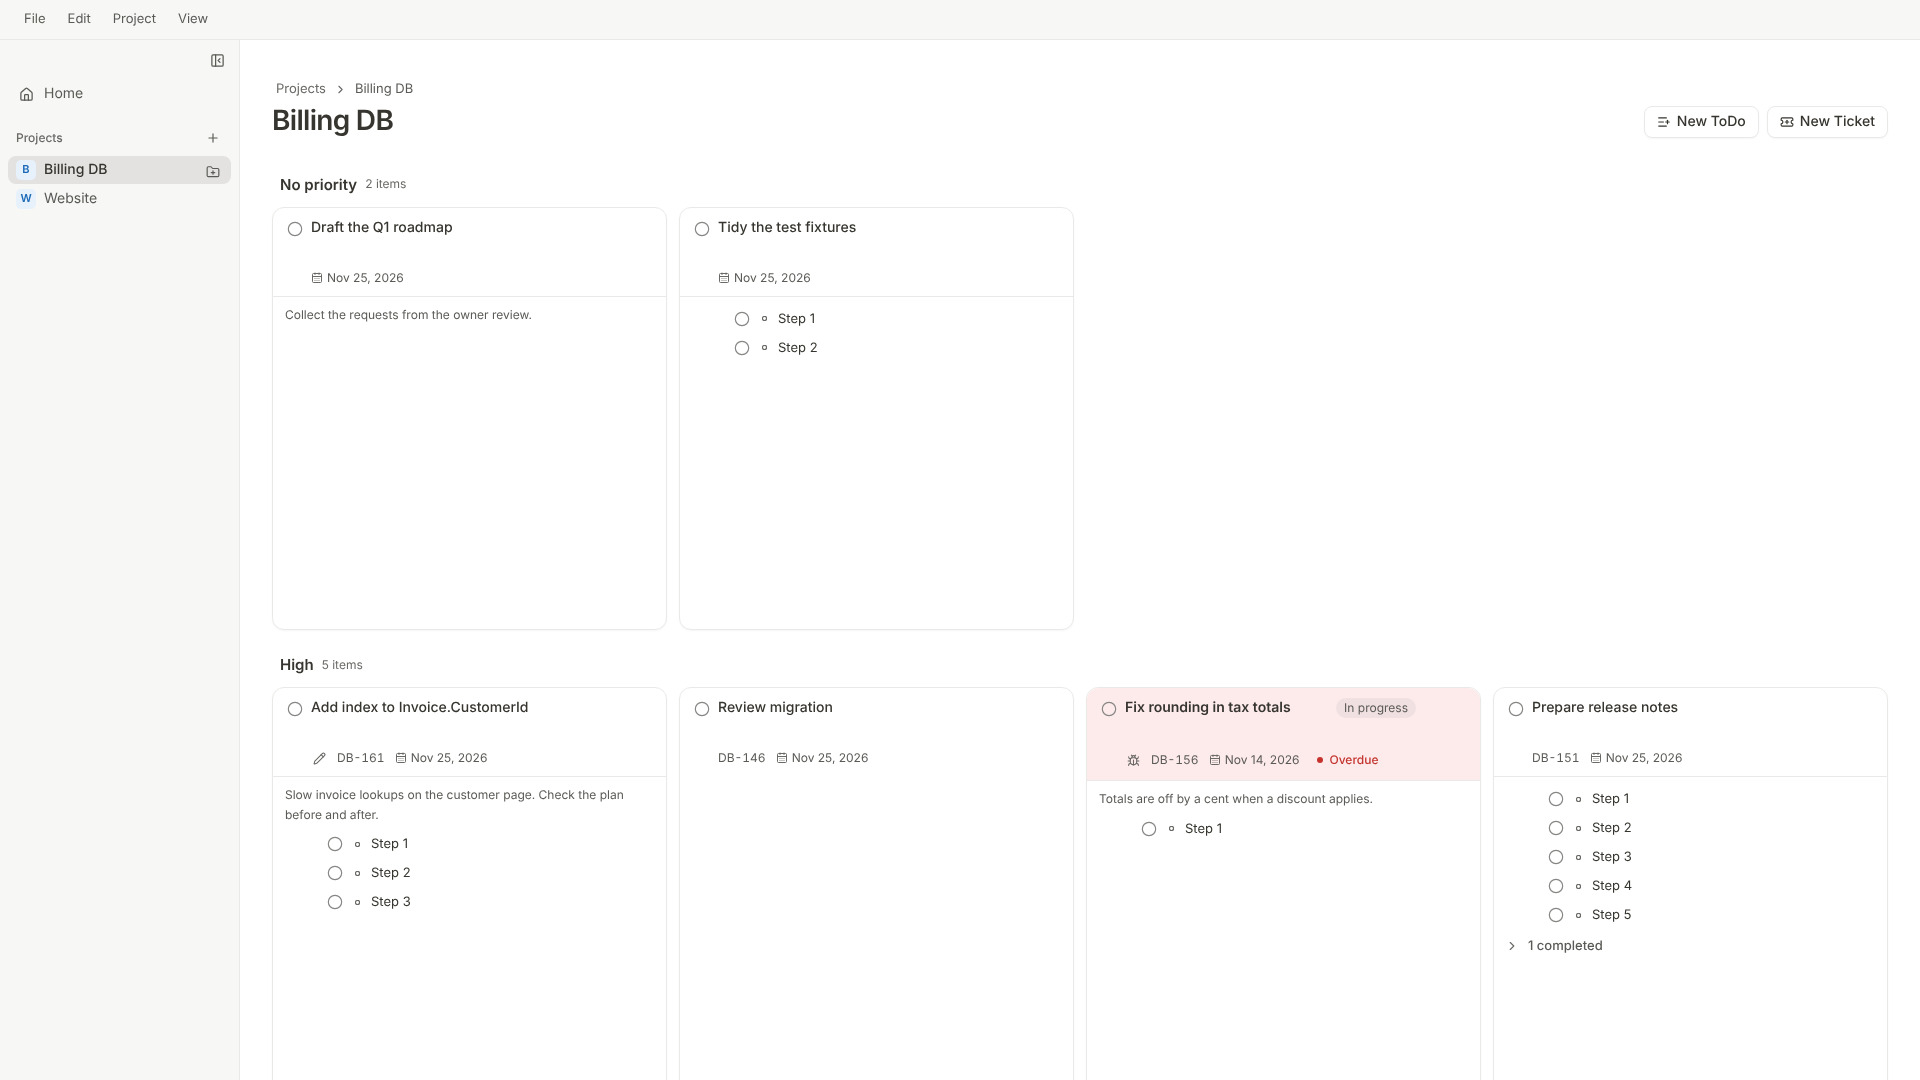 File Edit Project View
Home
Projects
B Billing DB
W Website
Projects Billing DB
Billing DB
New ToDo New Ticket
No priority 2 items
Draft the Q1 roadmap
Nov 25, 2026
Collect the requests from the owner review.
Tidy the test fixtures
Nov 25, 2026
Step 1
Step 2
High 5 items
Add index to Invoice.CustomerId
DB-161 Nov 25, 2026
Slow invoice lookups on the customer page. Check the plan
before and after.
Step 1
Step 2
Step 3
Review migration
DB-146 Nov 25, 2026
Fix rounding in tax totals In progress
DB-156 Nov 14, 2026 Overdue
Totals are off by a cent when a discount applies.
Step 1
Prepare release notes
DB-151 Nov 25, 2026
Step 1
Step 2
Step 3
Step 4
Step 5
1 completed